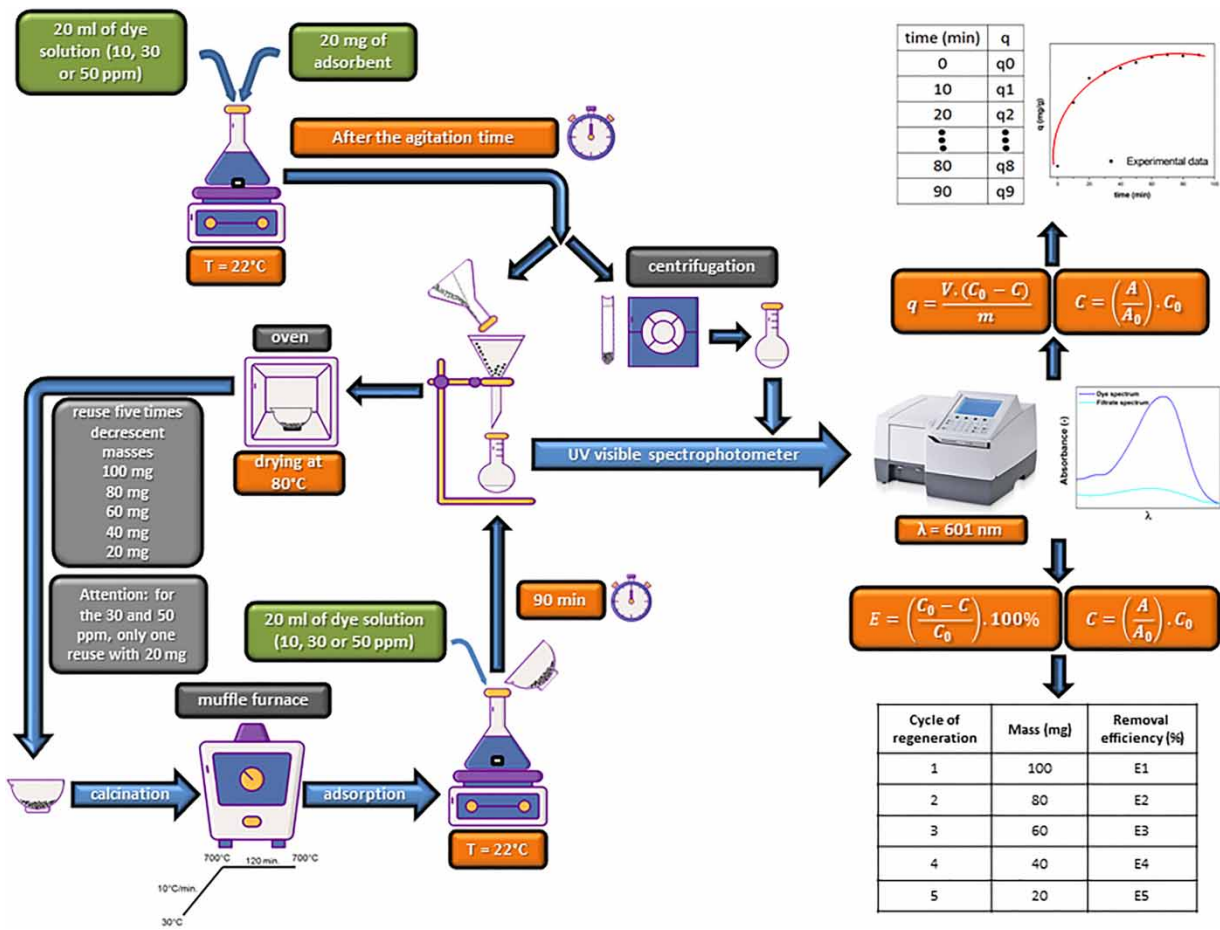 20 ml of dye
solution (10, 30
or 50 ppm)
20 mg of
adsorbent
After the agitation time
T = 22°C
centrifugation
oven
drying at
80°C
reuse five times
decrescent
masses
100 mg
80 mg
60 mg
40 mg
20 mg
Attention: for
the 30 and 50
ppm, only one
reuse with 20 mg
muffle furnace
calcination
adsorption
700°C 120 min. 700°C
10°C/min.
30°C
20 ml of dye solution
(10, 30 or 50 ppm)
90 min
T = 22°C
UV visible spectrophotometer
time (min) q
0 q0
10 q1
20 q2
80 q8
90 q9
q (mg/g)
Experimental data
0 20 40 60 80 100
time (min)
q = V.(C₀ − C)/m
C = (A/A₀).C₀
Dye spectrum
Filtrate spectrum
Absorbance (-)
λ
λ = 601 nm
E = ((C₀ − C)/C₀).100%
C = (A/A₀).C₀
Cycle of regeneration Mass (mg) Removal efficiency (%)
1 100 E1
2 80 E2
3 60 E3
4 40 E4
5 20 E5